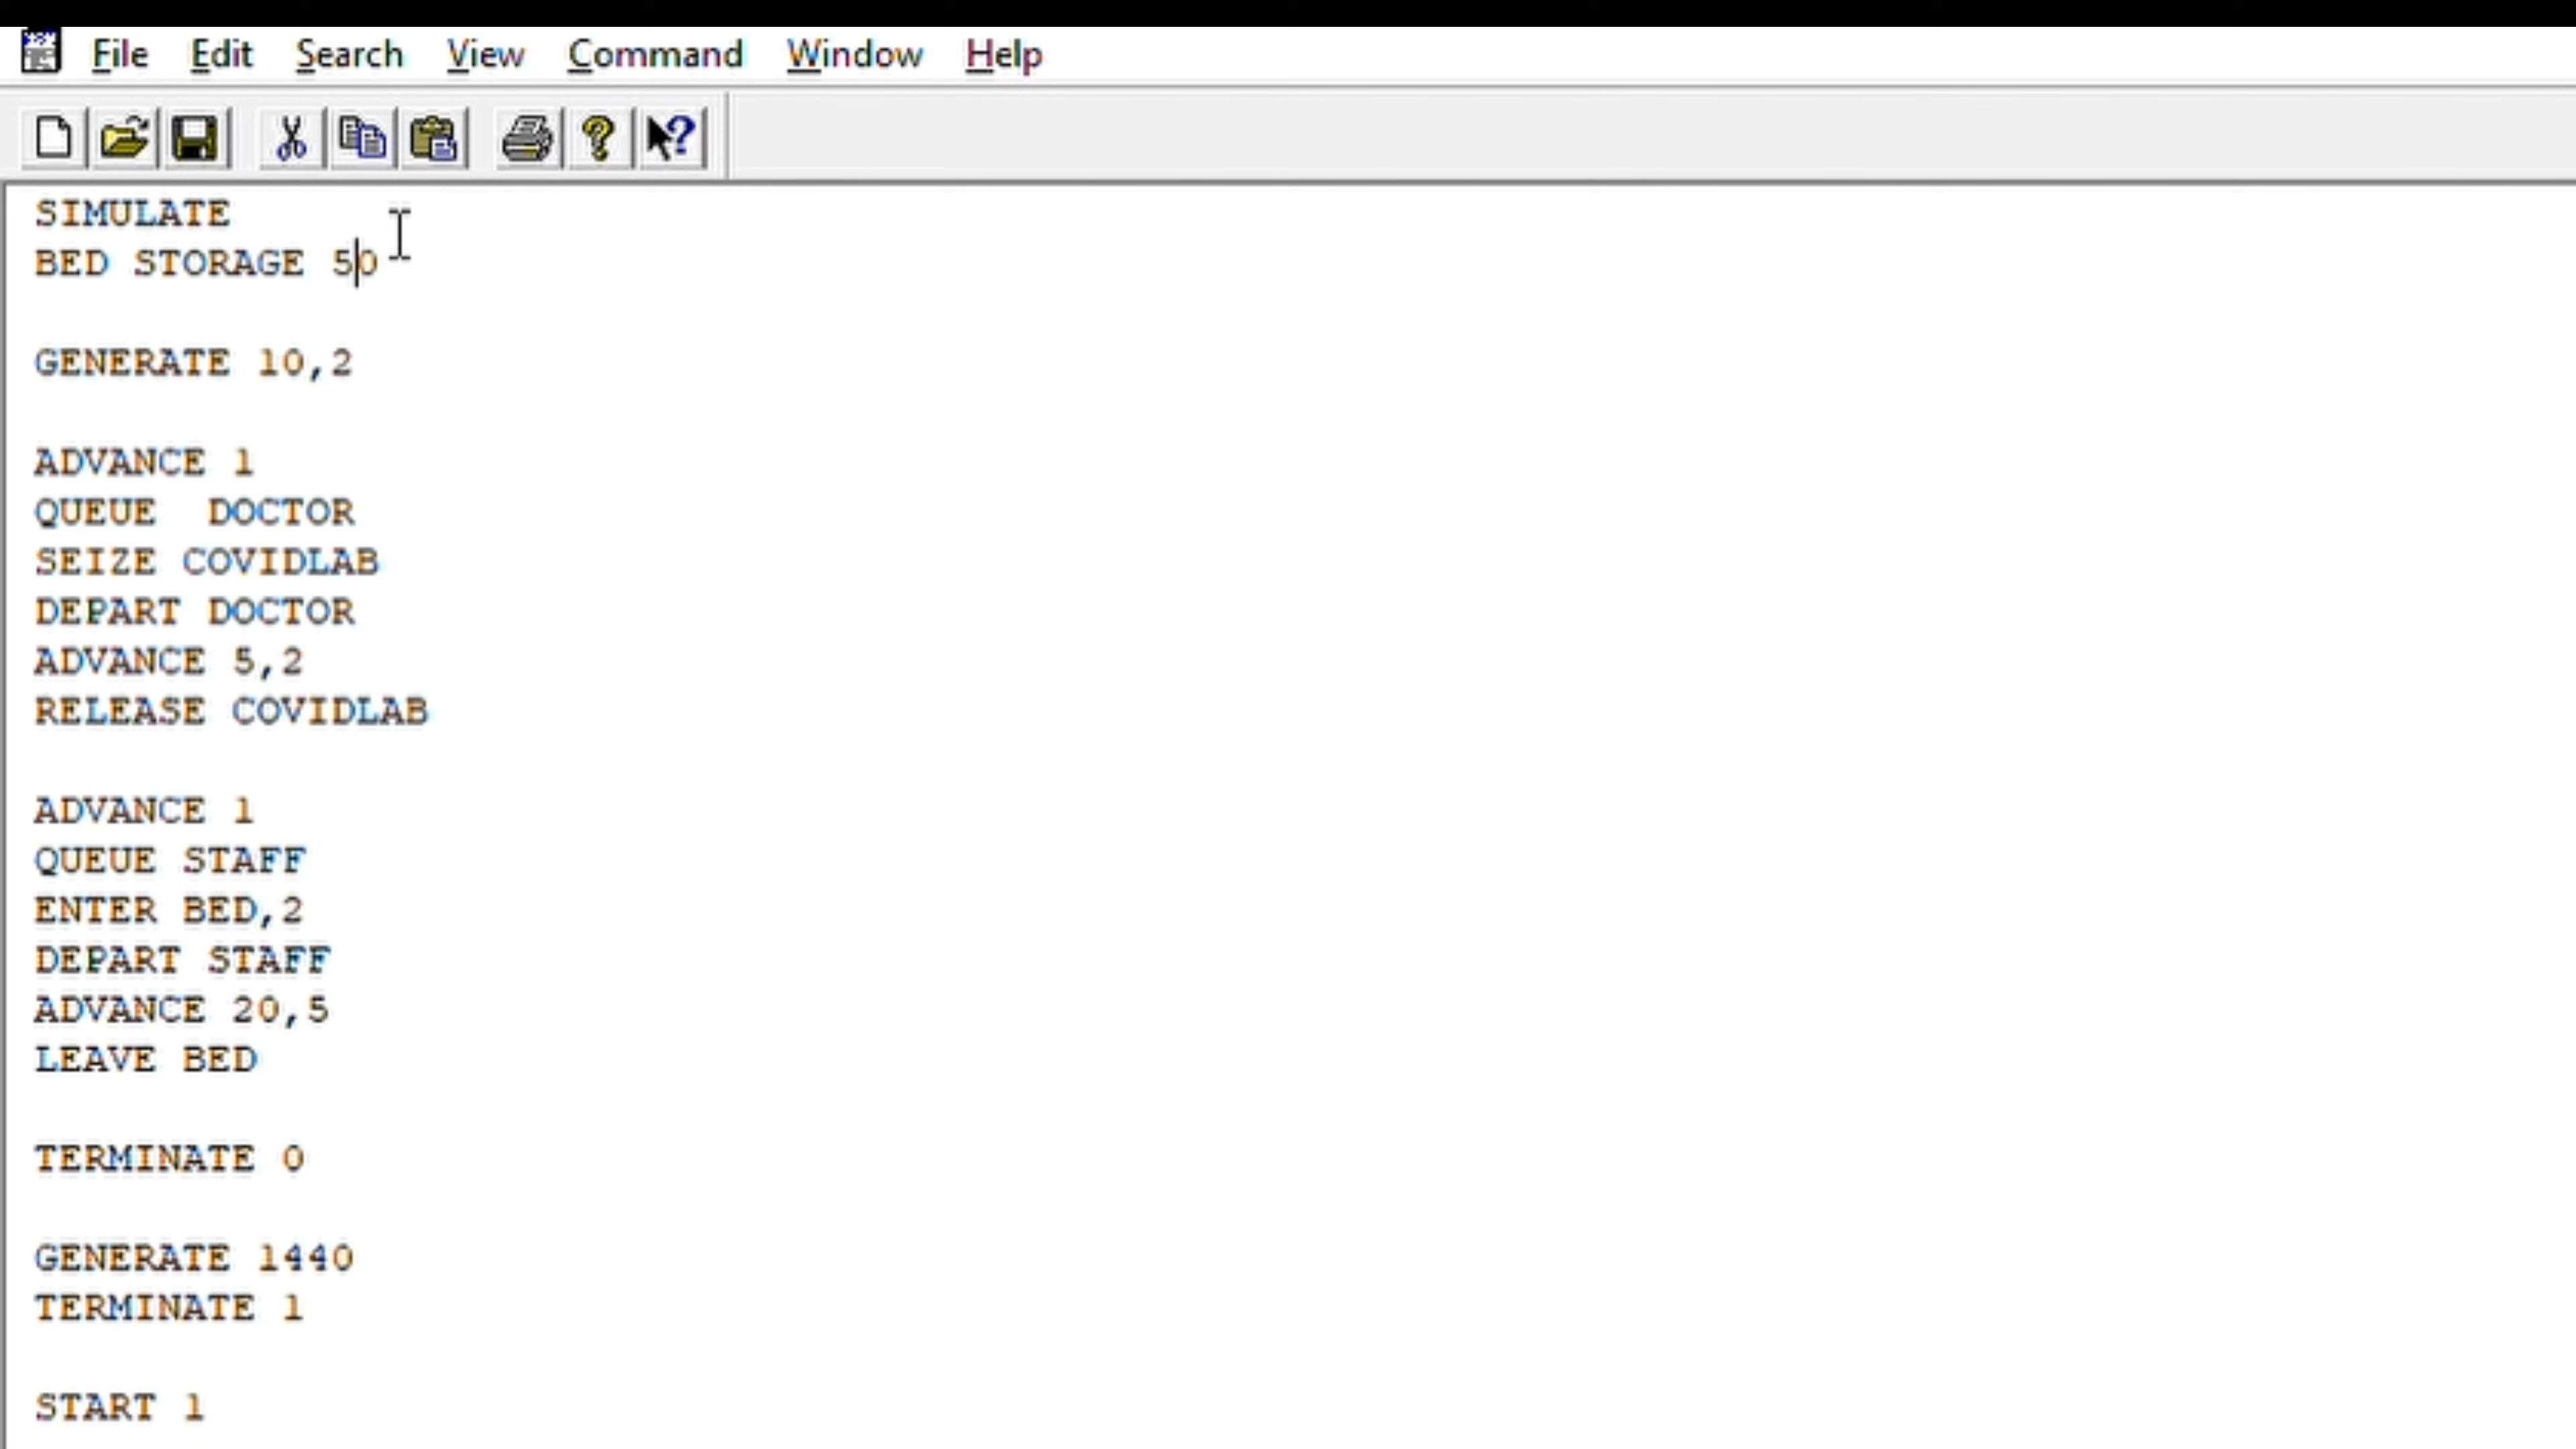 File Edit Search View Command Window Help
SIMULATE
BED STORAGE 50
GENERATE 10,2
ADVANCE 1
QUEUE  DOCTOR
SEIZE COVIDLAB
DEPART DOCTOR
ADVANCE 5,2
RELEASE COVIDLAB
ADVANCE 1
QUEUE STAFF
ENTER BED,2
DEPART STAFF
ADVANCE 20,5
LEAVE BED
TERMINATE 0
GENERATE 1440
TERMINATE 1
START 1